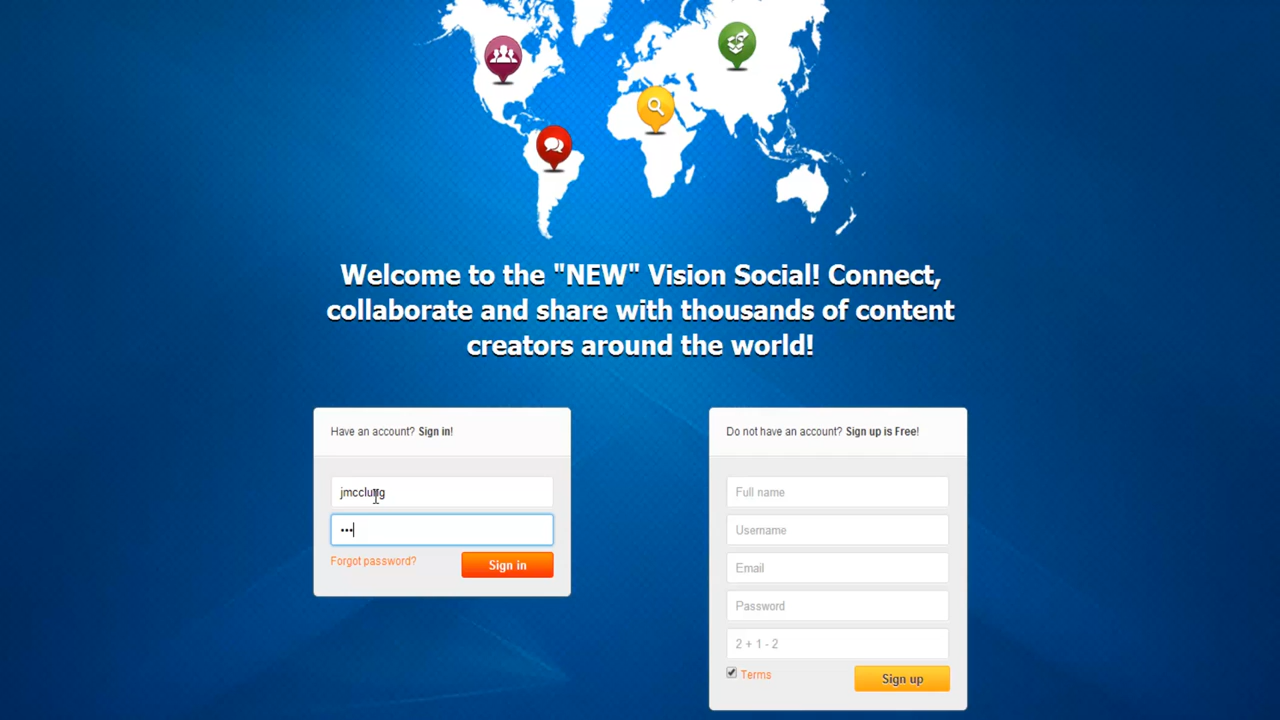 Welcome to the "NEW" Vision Social! Connect,
collaborate and share with thousands of content
creators around the world!
Have an account? Sign in!
jmcclurg
•••
Forgot password?
Sign in
Do not have an account? Sign up is Free!
Full name
Username
Email
Password
2 + 1 - 2
Terms
Sign up